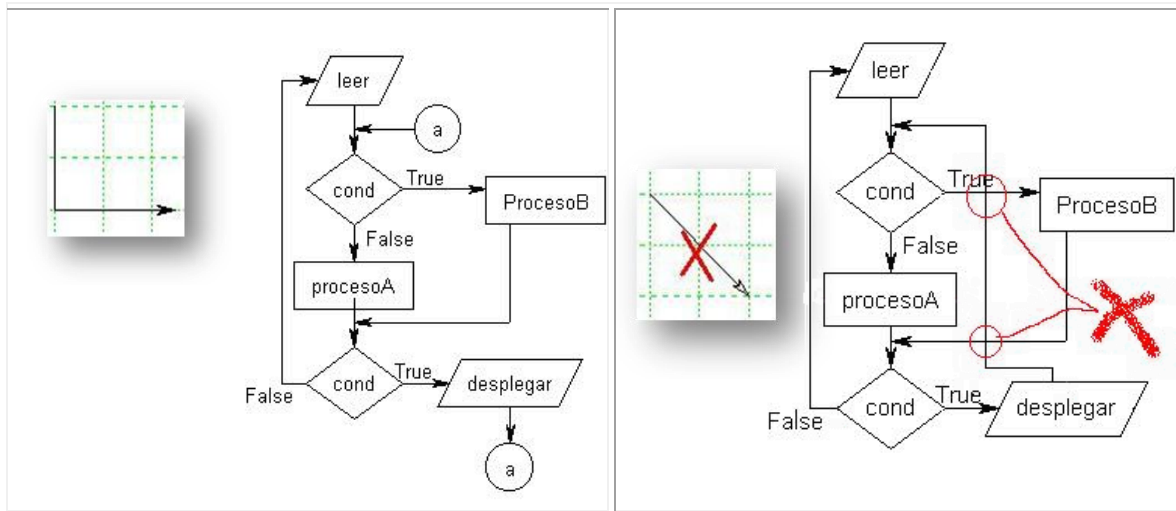 leer
a
cond
True
ProcesoB
False
procesoA
cond
True
False
desplegar
a
leer
cond
True
ProcesoB
False
procesoA
cond
True
False
desplegar